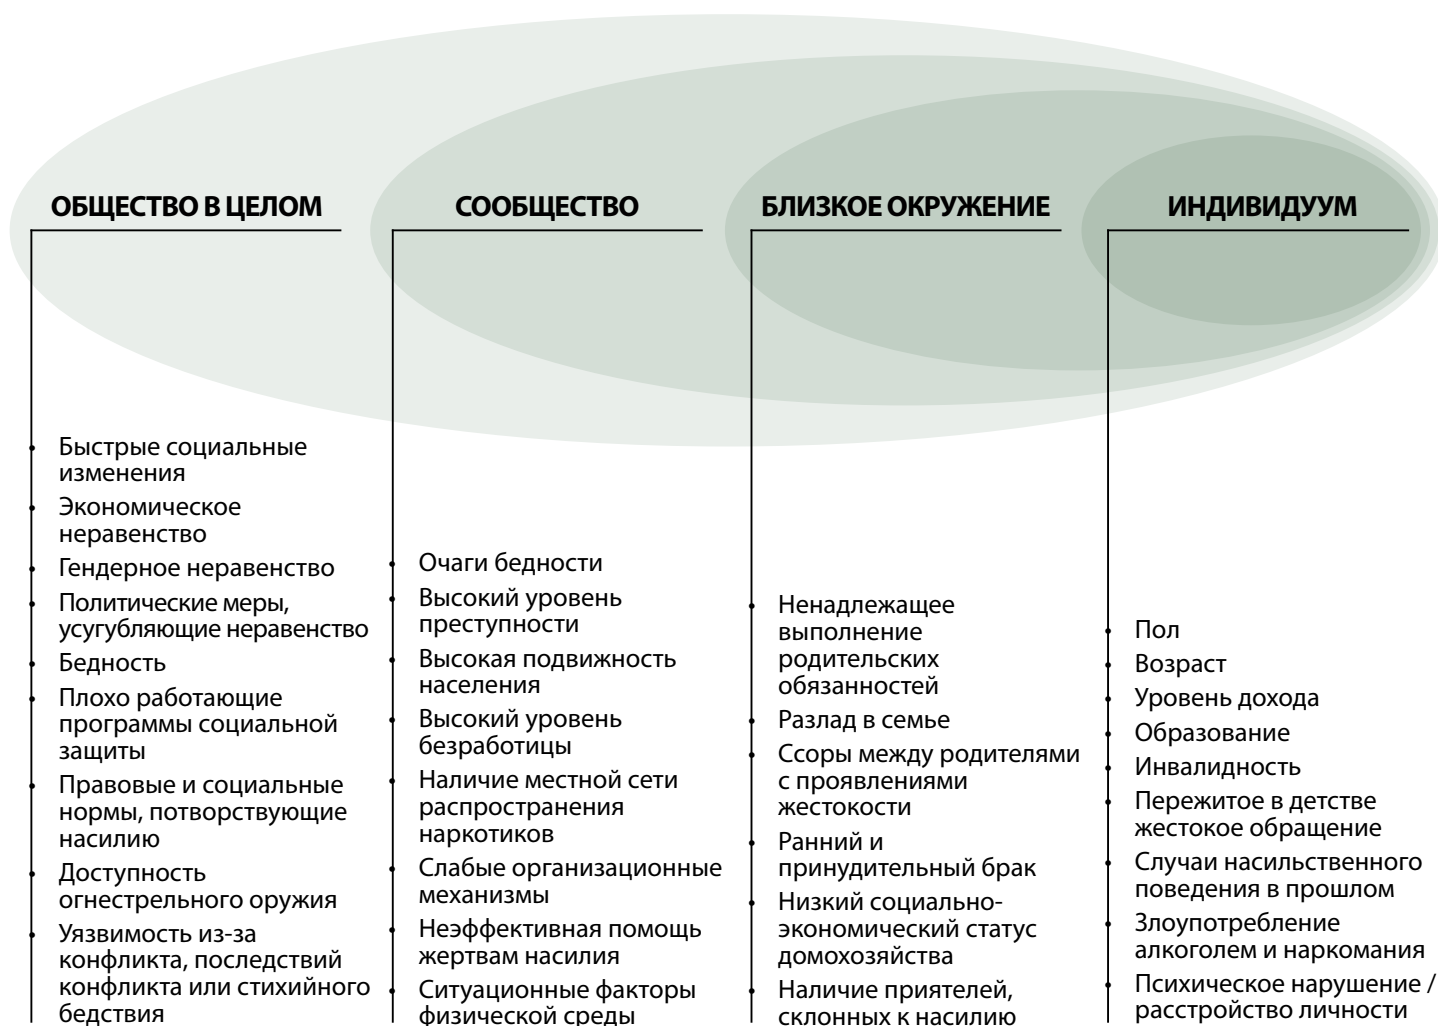 ОБЩЕСТВО В ЦЕЛОМ
• Быстрые социальные
изменения
• Экономическое
неравенство
• Гендерное неравенство
• Политические меры,
усугубляющие неравенство
• Бедность
• Плохо работающие
программы социальной
защиты
• Правовые и социальные
нормы, потворствующие
насилию
• Доступность
огнестрельного оружия
• Уязвимость из-за
конфликта, последствий
конфликта или стихийного
бедствия
СООБЩЕСТВО
• Очаги бедности
• Высокий уровень
преступности
• Высокая подвижность
населения
• Высокий уровень
безработицы
• Наличие местной сети
распространения
наркотиков
• Слабые организационные
механизмы
• Неэффективная помощь
жертвам насилия
• Ситуационные факторы
физической среды
БЛИЗКОЕ ОКРУЖЕНИЕ
• Ненадлежащее
выполнение
родительских
обязанностей
• Разлад в семье
• Ссоры между родителями
с проявлениями
жестокости
• Ранний и
принудительный брак
• Низкий социально-
экономический статус
домохозяйства
• Наличие приятелей,
склонных к насилию
ИНДИВИДУУМ
• Пол
• Возраст
• Уровень дохода
• Образование
• Инвалидность
• Пережитое в детстве
жестокое обращение
• Случаи насильственного
поведения в прошлом
• Злоупотребление
алкоголем и наркомания
• Психическое нарушение /
расстройство личности